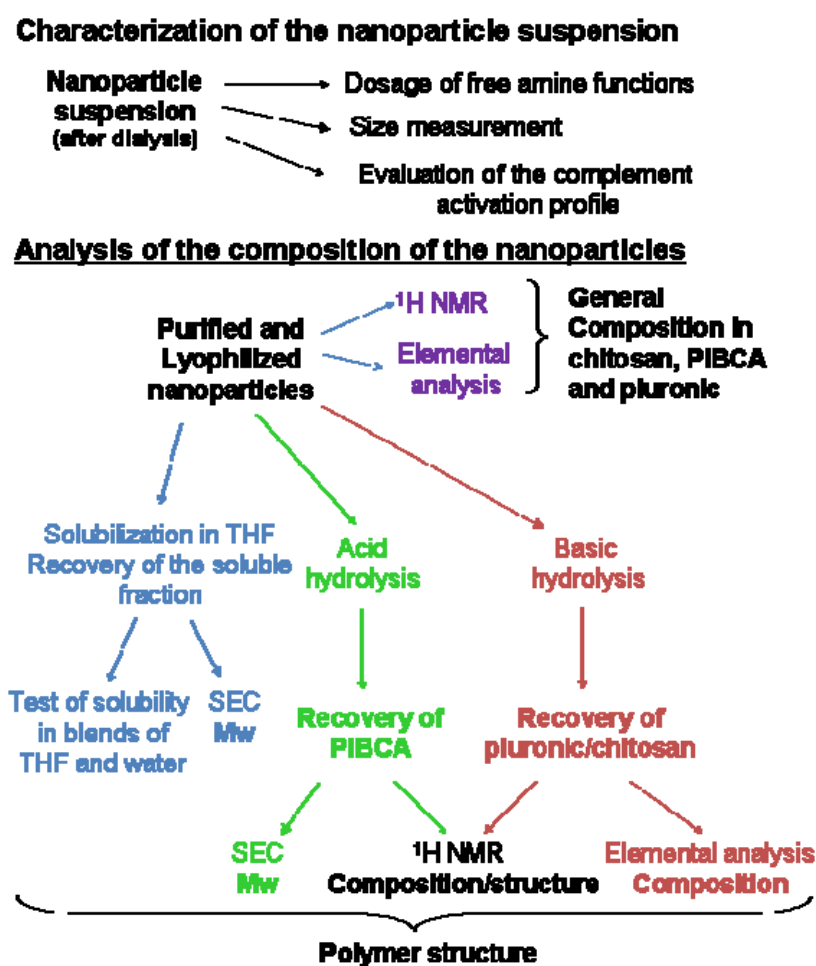 Characterization of the nanoparticle suspension
Nanoparticle
suspension
(after dialysis)
Dosage of free amine functions
Size measurement
Evaluation of the complement
activation profile
Analysis of the composition of the nanoparticles
Purified and
Lyophilized
nanoparticles
¹H NMR
Elemental
analysis
General
Composition in
chitosan, PIBCA
and pluronic
Solubilization in THF
Recovery of the soluble
fraction
Acid
hydrolysis
Basic
hydrolysis
Test of solubility
in blends of
THF and water
SEC
Mw
Recovery of
PIBCA
Recovery of
pluronic/chitosan
SEC
Mw
¹H NMR
Composition/structure
Elemental analysis
Composition
Polymer structure